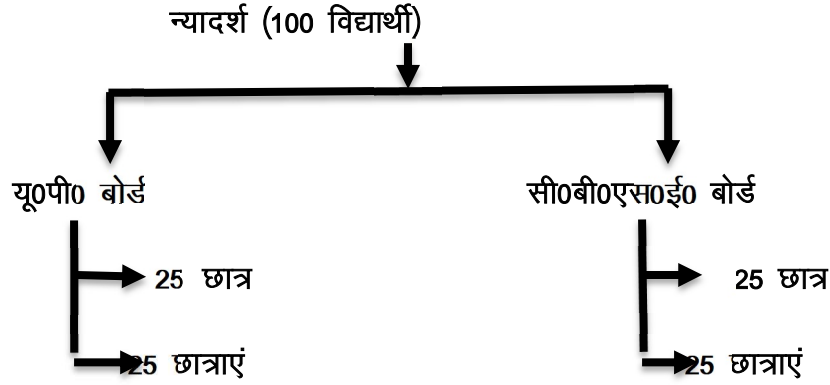 न्यादर्श (100 विद्यार्थी)
यू0पी0 बोर्ड
सी0बी0एस0ई0 बोर्ड
25 छात्र
25 छात्र
25 छात्राएं
25 छात्राएं